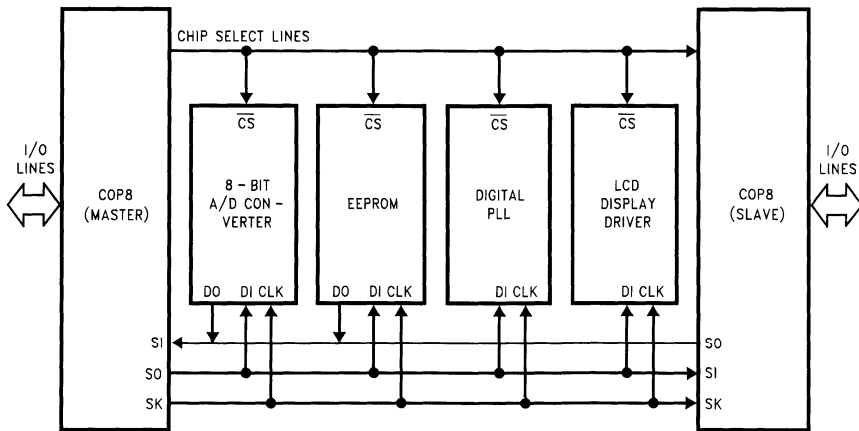 CHIP SELECT LINES
I/O
LINES
COP8
(MASTER)
CS
8 - BIT
A/D CON -
VERTER
DO
DI CLK
CS
EEPROM
DO
DI CLK
CS
DIGITAL
PLL
DI CLK
CS
LCD
DISPLAY
DRIVER
DI CLK
COP8
(SLAVE)
I/O
LINES
SI
SO
SK
SO
SI
SK